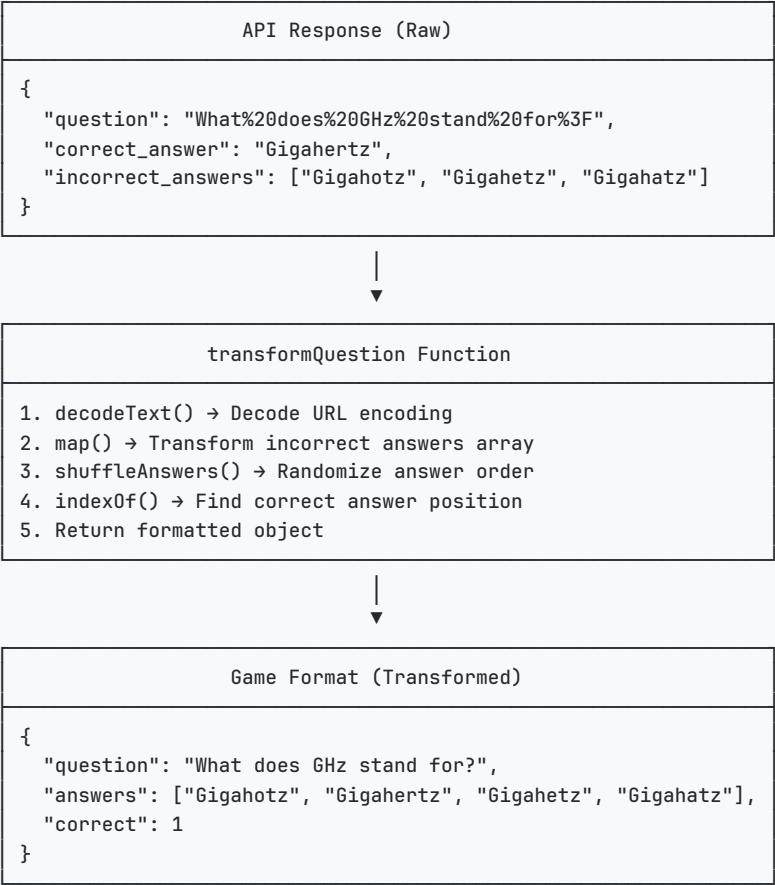 API Response (Raw)
{
  "question": "What%20does%20GHz%20stand%20for%3F",
  "correct_answer": "Gigahertz",
  "incorrect_answers": ["Gigahotz", "Gigahetz", "Gigahatz"]
}
transformQuestion Function
1. decodeText() → Decode URL encoding
2. map() → Transform incorrect answers array
3. shuffleAnswers() → Randomize answer order
4. indexOf() → Find correct answer position
5. Return formatted object
Game Format (Transformed)
{
  "question": "What does GHz stand for?",
  "answers": ["Gigahotz", "Gigahertz", "Gigahetz", "Gigahatz"],
  "correct": 1
}